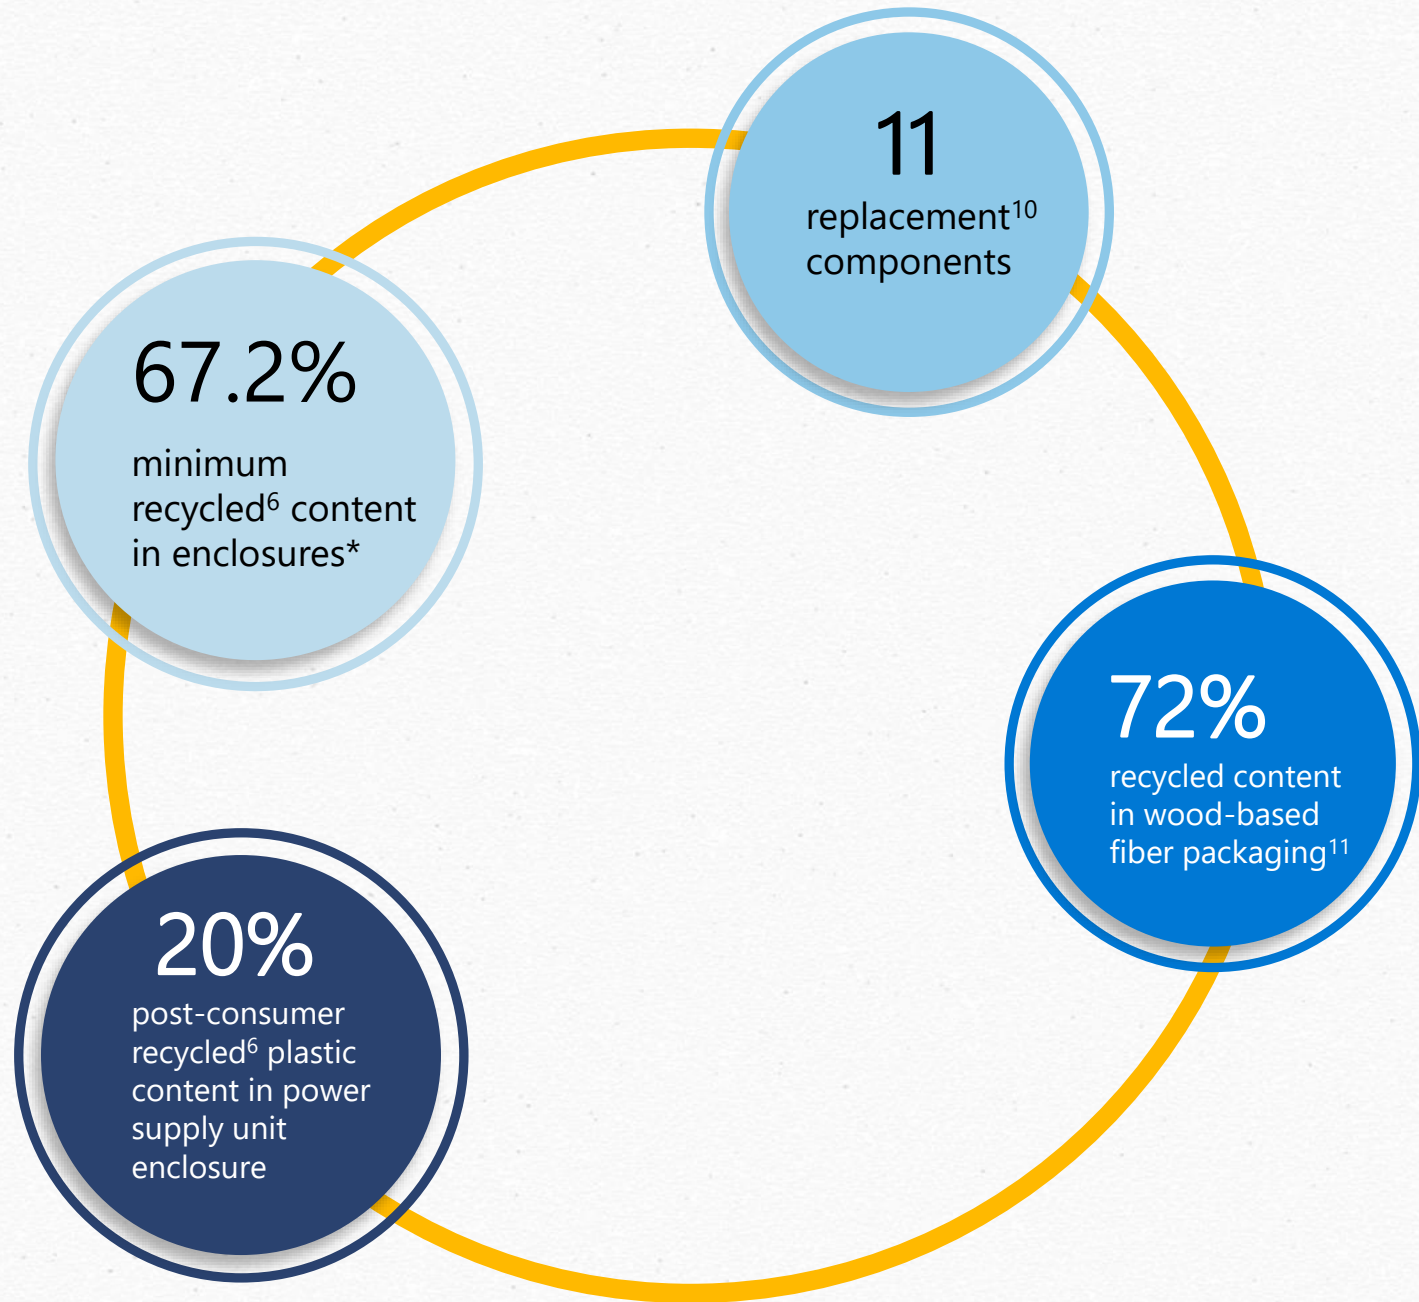 11
replacement¹⁰
components
67.2%
minimum
recycled⁶ content
in enclosures*
72%
recycled content
in wood-based
fiber packaging¹¹
20%
post-consumer
recycled⁶ plastic
content in power
supply unit
enclosure